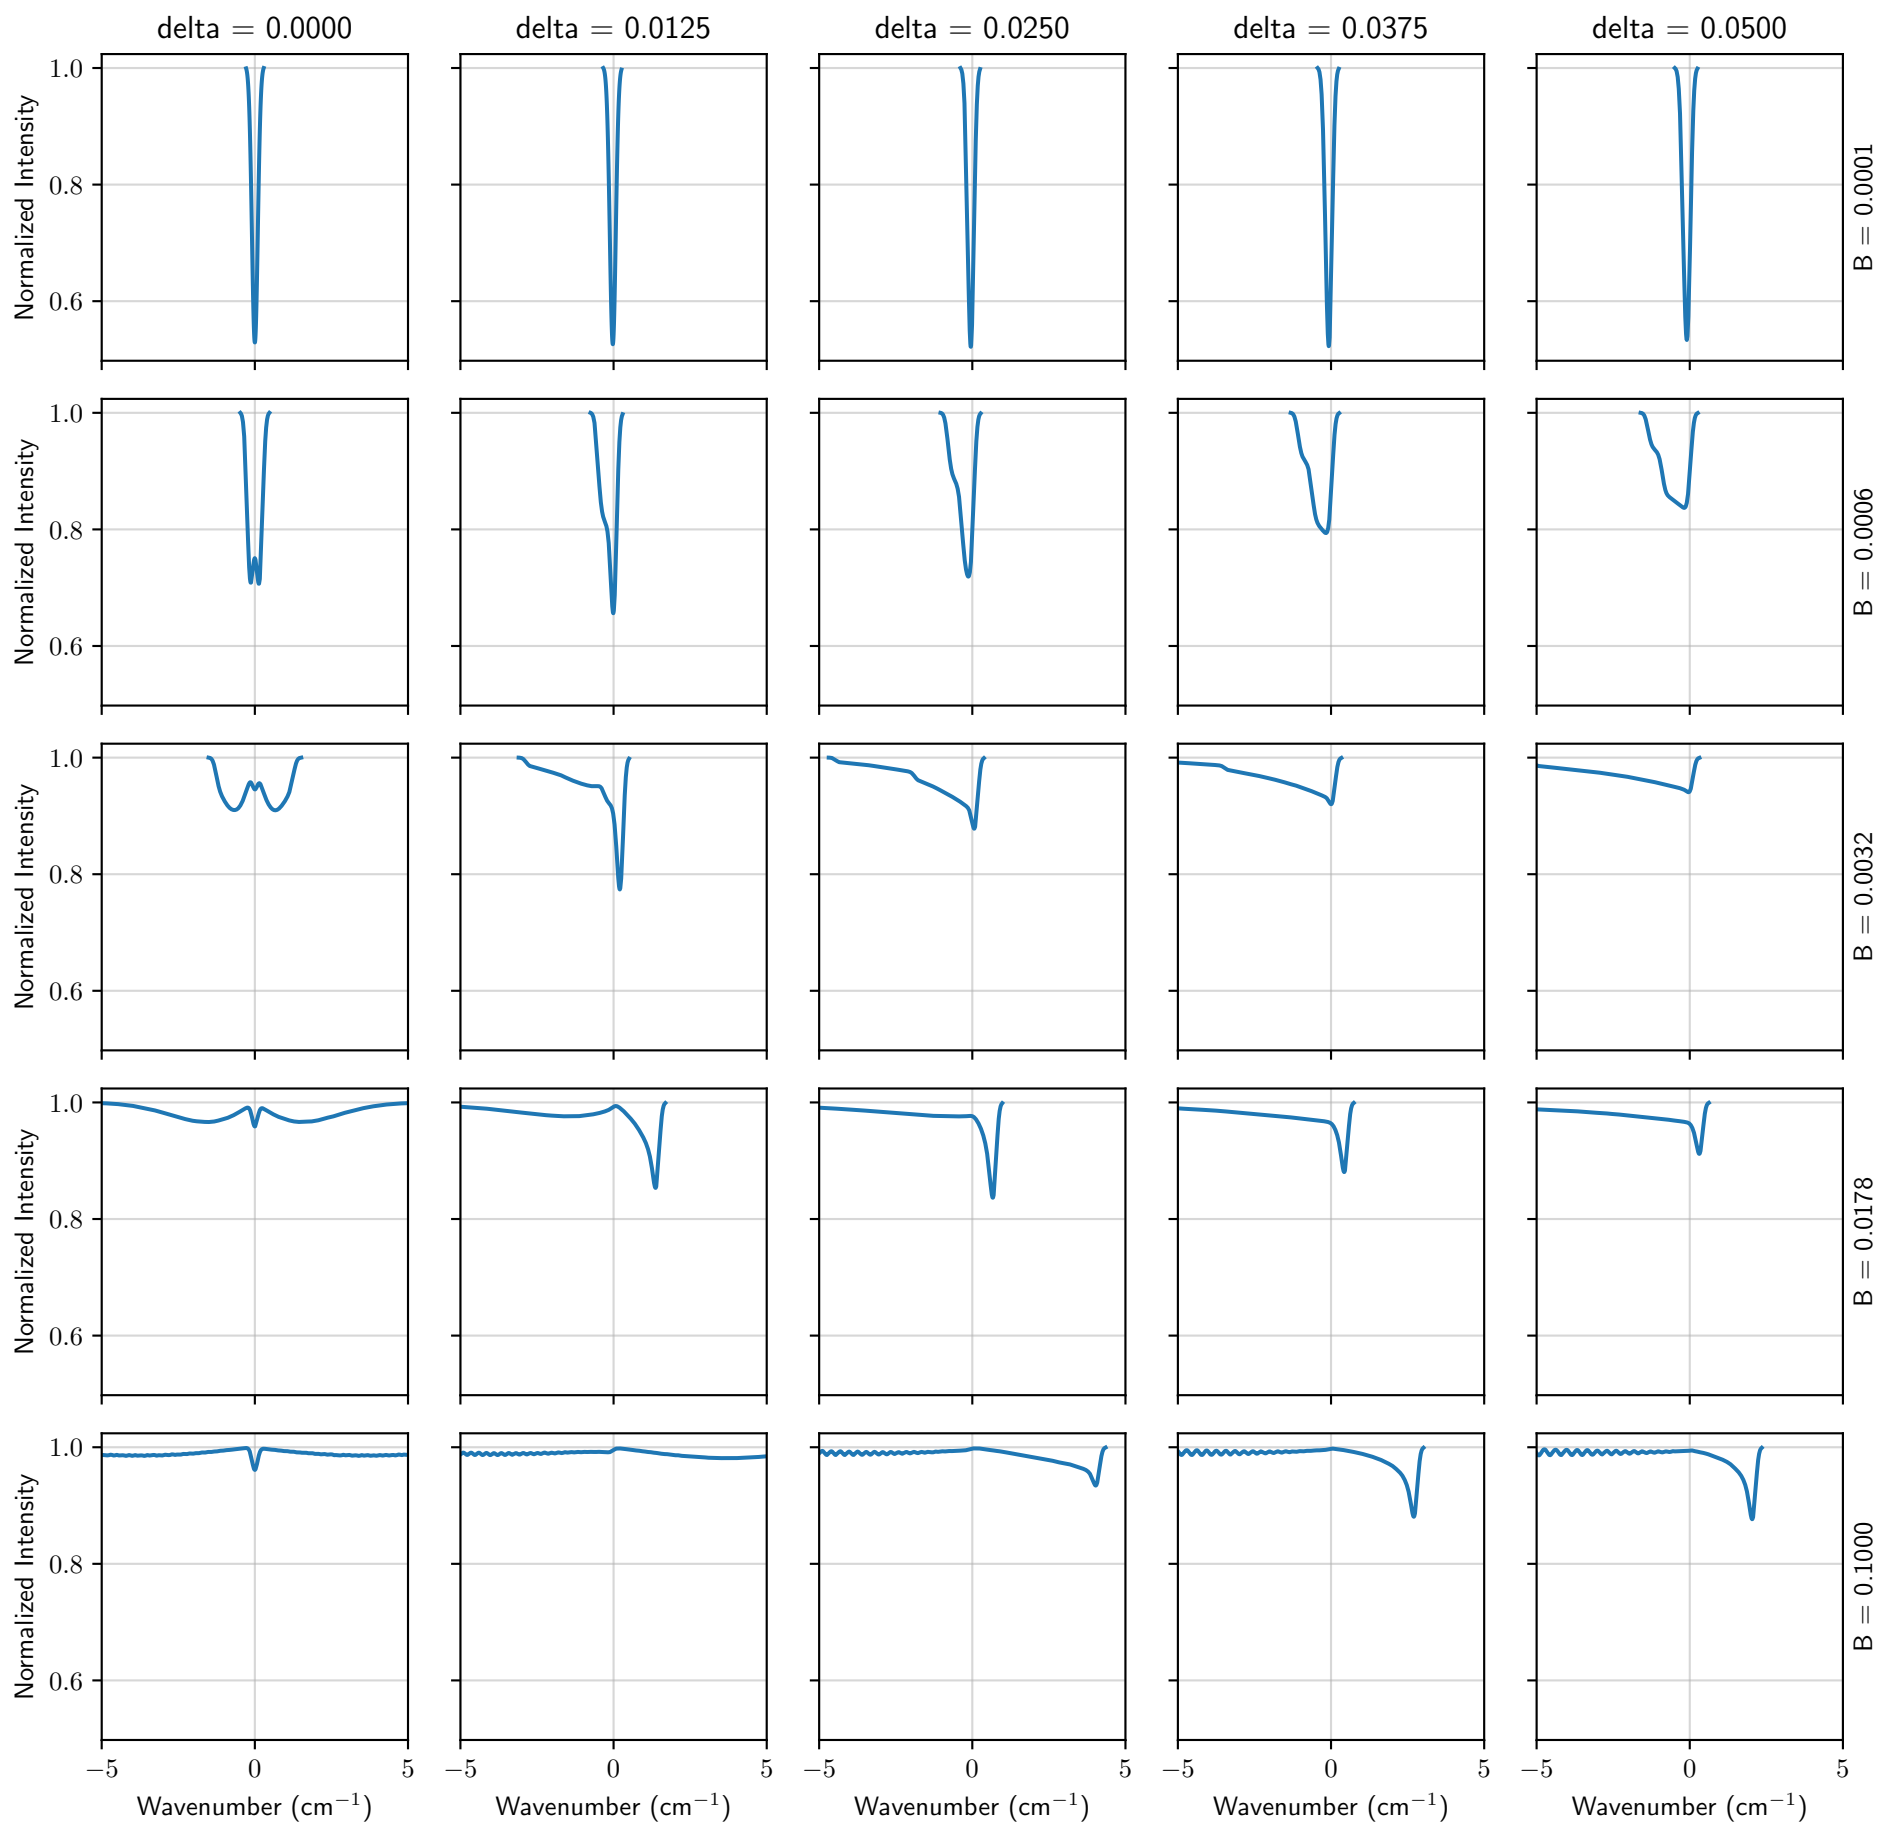 delta = 0.0000 delta = 0.0125 delta = 0.0250 delta = 0.0375 delta = 0.0500
1.0
0.8
0.6
Normalized Intensity
B = 0.0001
1.0
0.8
0.6
Normalized Intensity
B = 0.0006
1.0
0.8
0.6
Normalized Intensity
B = 0.0032
1.0
0.8
0.6
Normalized Intensity
B = 0.0178
1.0
0.8
0.6
Normalized Intensity
B = 0.1000
−5 0 5 −5 0 5 −5 0 5 −5 0 5 −5 0 5
Wavenumber (cm⁻¹) Wavenumber (cm⁻¹) Wavenumber (cm⁻¹) Wavenumber (cm⁻¹) Wavenumber (cm⁻¹)